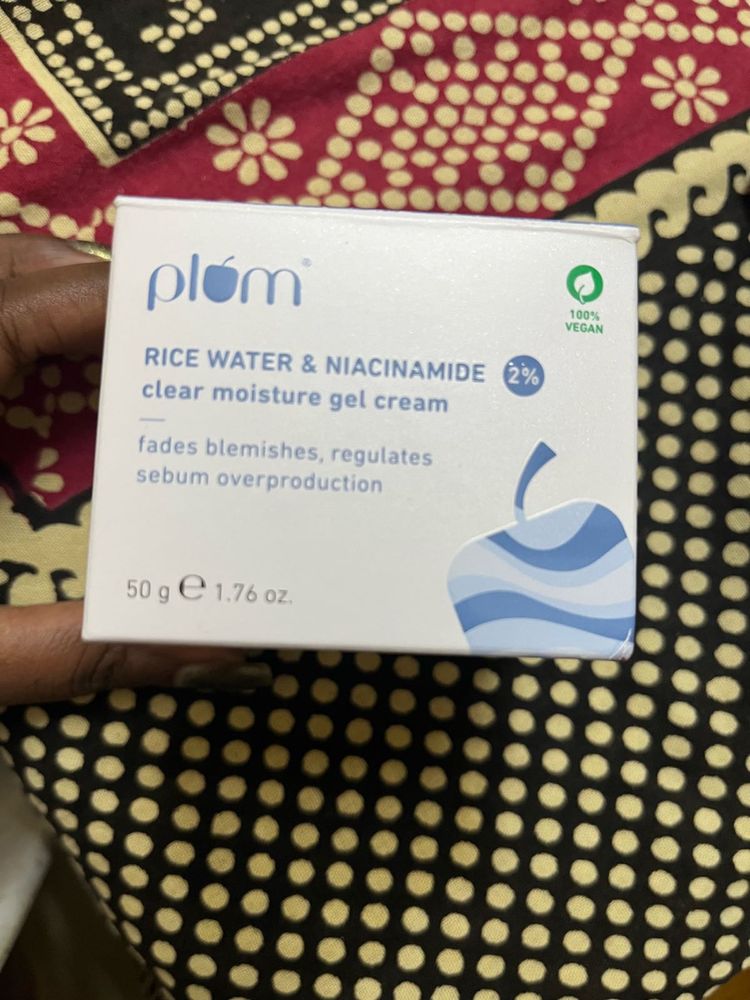 plum®
100%
VEGAN
RICE WATER & NIACINAMIDE 2%
clear moisture gel cream
fades blemishes, regulates
sebum overproduction
50 g ℮ 1.76 oz.